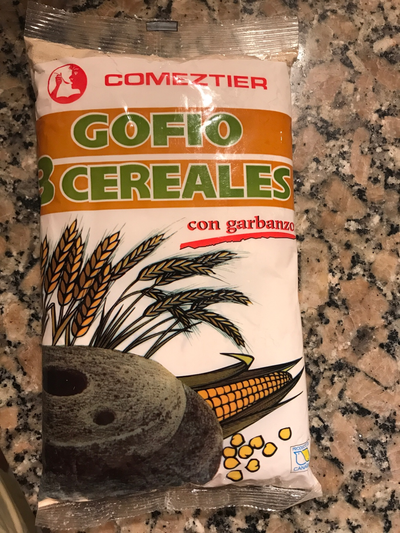 COMEZTIER
GOFIO
3 CEREALES
con garbanzo